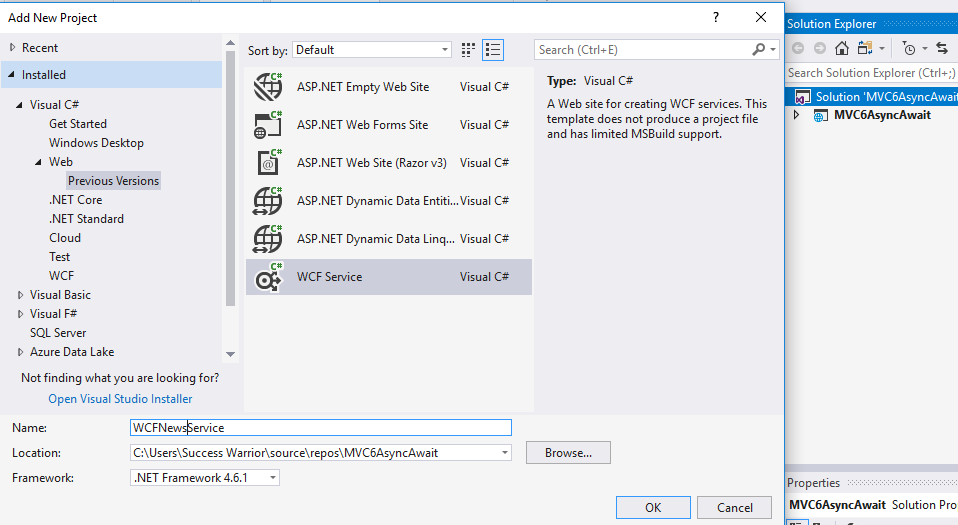 Add New Project
?
Recent
Installed
Visual C#
Get Started
Windows Desktop
Web
Previous Versions
.NET Core
.NET Standard
Cloud
Test
WCF
Visual Basic
Visual F#
SQL Server
Azure Data Lake
Not finding what you are looking for?
Open Visual Studio Installer
Sort by: Default
C# ASP.NET Empty Web Site Visual C#
C# ASP.NET Web Forms Site Visual C#
C# @ ASP.NET Web Site (Razor v3) Visual C#
C# ASP.NET Dynamic Data Entiti... Visual C#
C# ASP.NET Dynamic Data Linq... Visual C#
C# WCF Service Visual C#
Search (Ctrl+E)
Type: Visual C#
A Web site for creating WCF services. This
template does not produce a project file
and has limited MSBuild support.
Name: WCFNewsService
Location: C:\Users\Success Warrior\source\repos\MVC6AsyncAwait Browse...
Framework: .NET Framework 4.6.1
OK Cancel
Solution Explorer
Search Solution Explorer (Ctrl+;)
Solution 'MVC6AsyncAwait
MVC6AsyncAwait
Properties
MVC6AsyncAwait Solution Pro